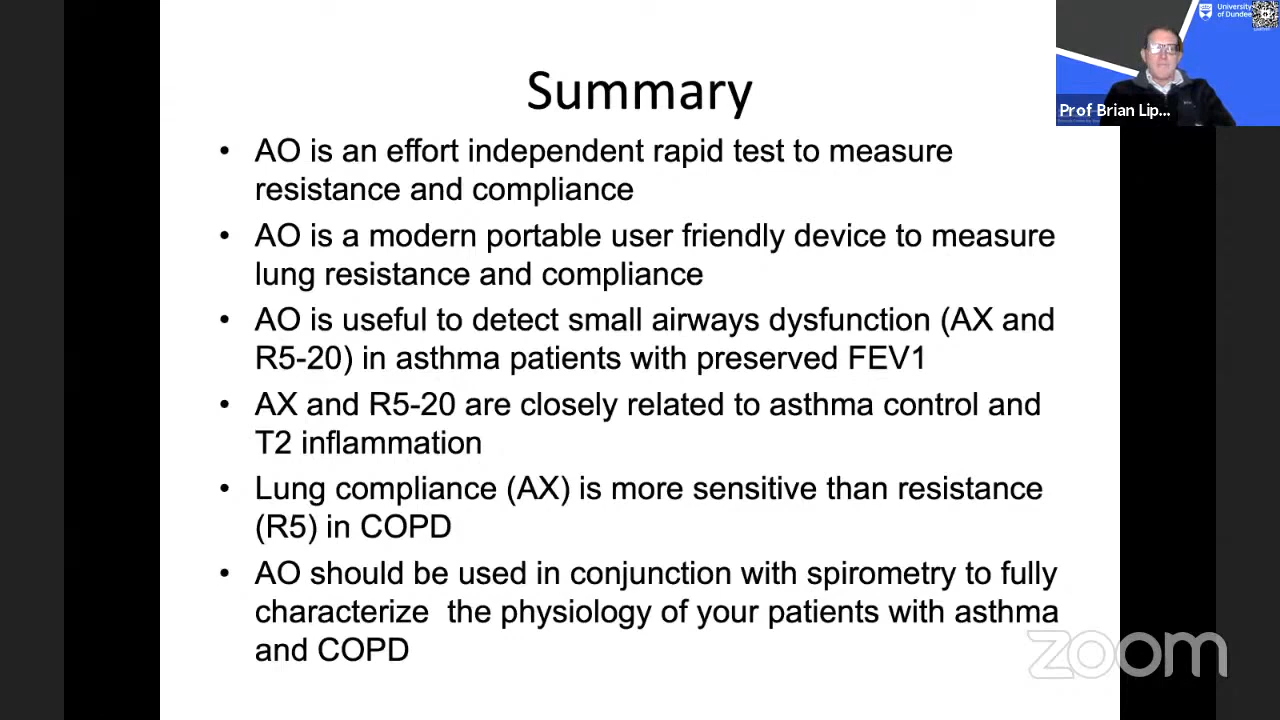 Summary
• AO is an effort independent rapid test to measure
resistance and compliance
• AO is a modern portable user friendly device to measure
lung resistance and compliance
• AO is useful to detect small airways dysfunction (AX and
R5-20) in asthma patients with preserved FEV1
• AX and R5-20 are closely related to asthma control and
T2 inflammation
• Lung compliance (AX) is more sensitive than resistance
(R5) in COPD
• AO should be used in conjunction with spirometry to fully
characterize  the physiology of your patients with asthma
and COPD
University
of Dundee
Prof Brian Lip...
zoom